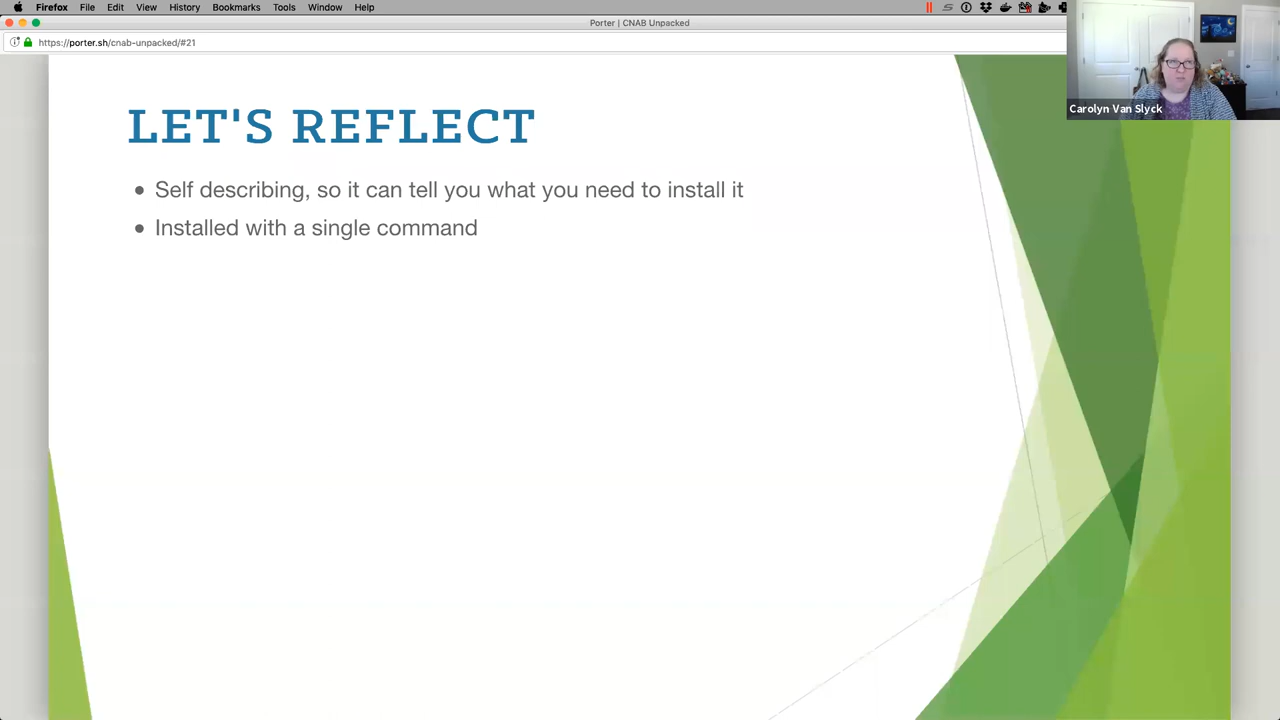 Firefox File Edit View History Bookmarks Tools Window Help
Porter | CNAB Unpacked
https://porter.sh/cnab-unpacked/#21
Carolyn Van Slyck
LET'S REFLECT
Self describing, so it can tell you what you need to install it
Installed with a single command